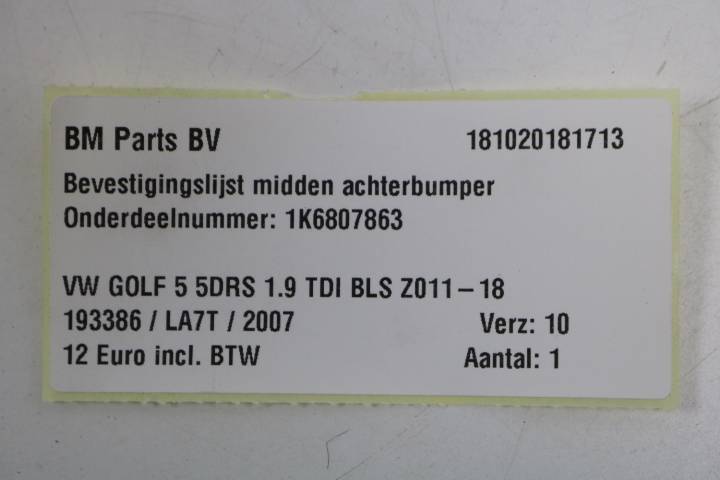 BM Parts BV 181020181713
Bevestigingslijst midden achterbumper
Onderdeelnummer: 1K6807863
VW GOLF 5 5DRS 1.9 TDI BLS Z011-18
193386 / LA7T / 2007 Verz: 10
12 Euro incl. BTW Aantal: 1